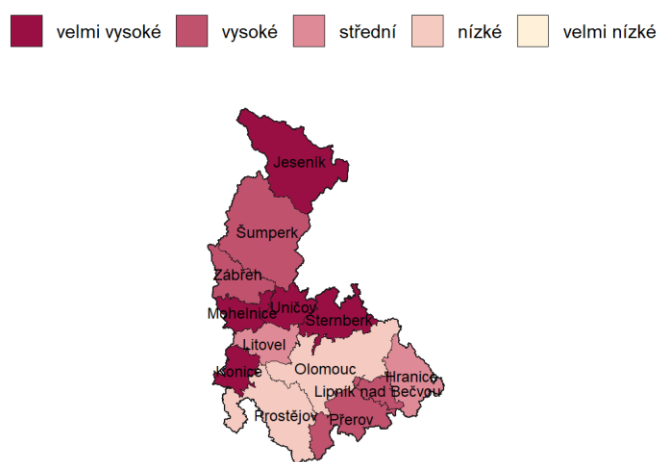 velmi vysoké vysoké střední nízké velmi nízké
Jeseník
Šumperk
Zábřeh
Mohelnice
Uničov
Šternberk
Litovel
Konice
Olomouc
Hranice
Lipník nad Bečvou
Prostějov
Přerov